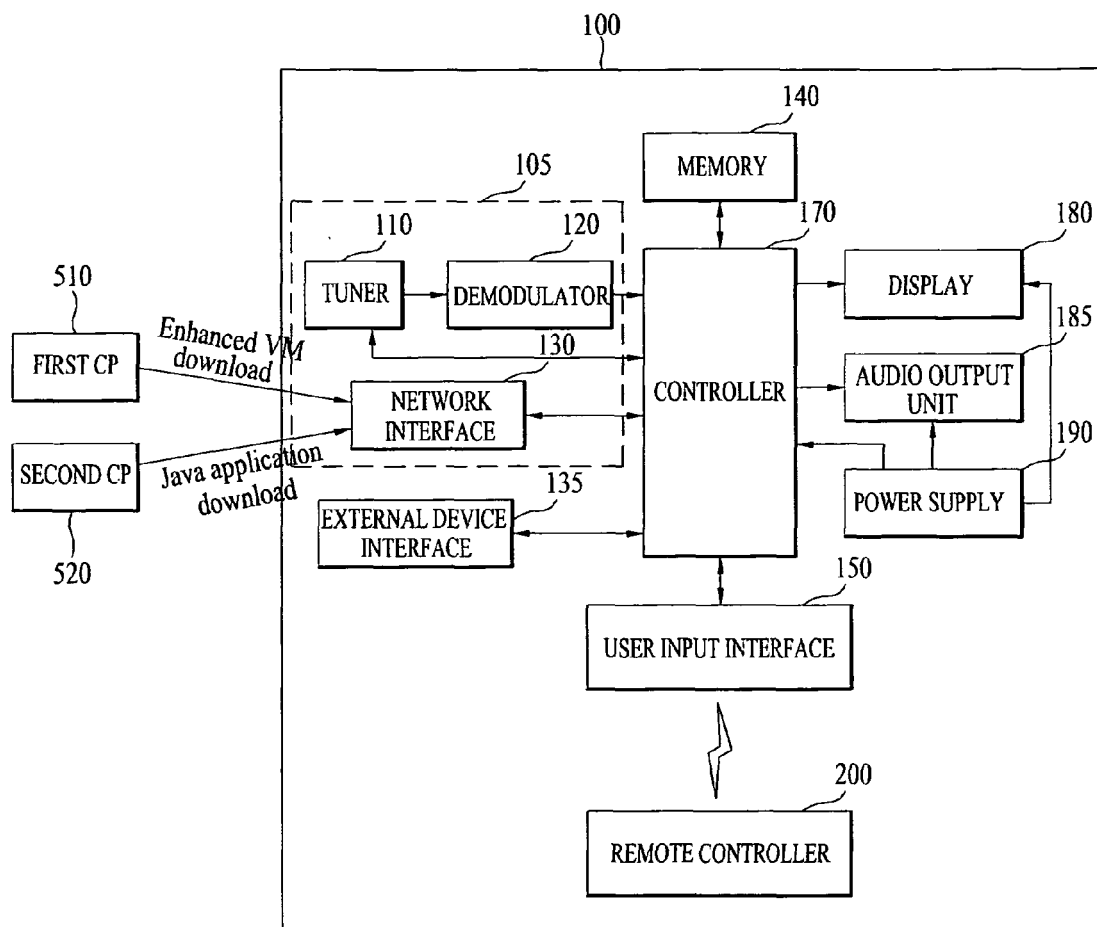 100
140
MEMORY
105
110
120
170
180
TUNER
DEMODULATOR
DISPLAY
510
FIRST CP
Enhanced VM
download
130
NETWORK
INTERFACE
CONTROLLER
185
AUDIO OUTPUT
UNIT
SECOND CP
520
Java application
download
135
EXTERNAL DEVICE
INTERFACE
190
POWER SUPPLY
150
USER INPUT INTERFACE
200
REMOTE CONTROLLER